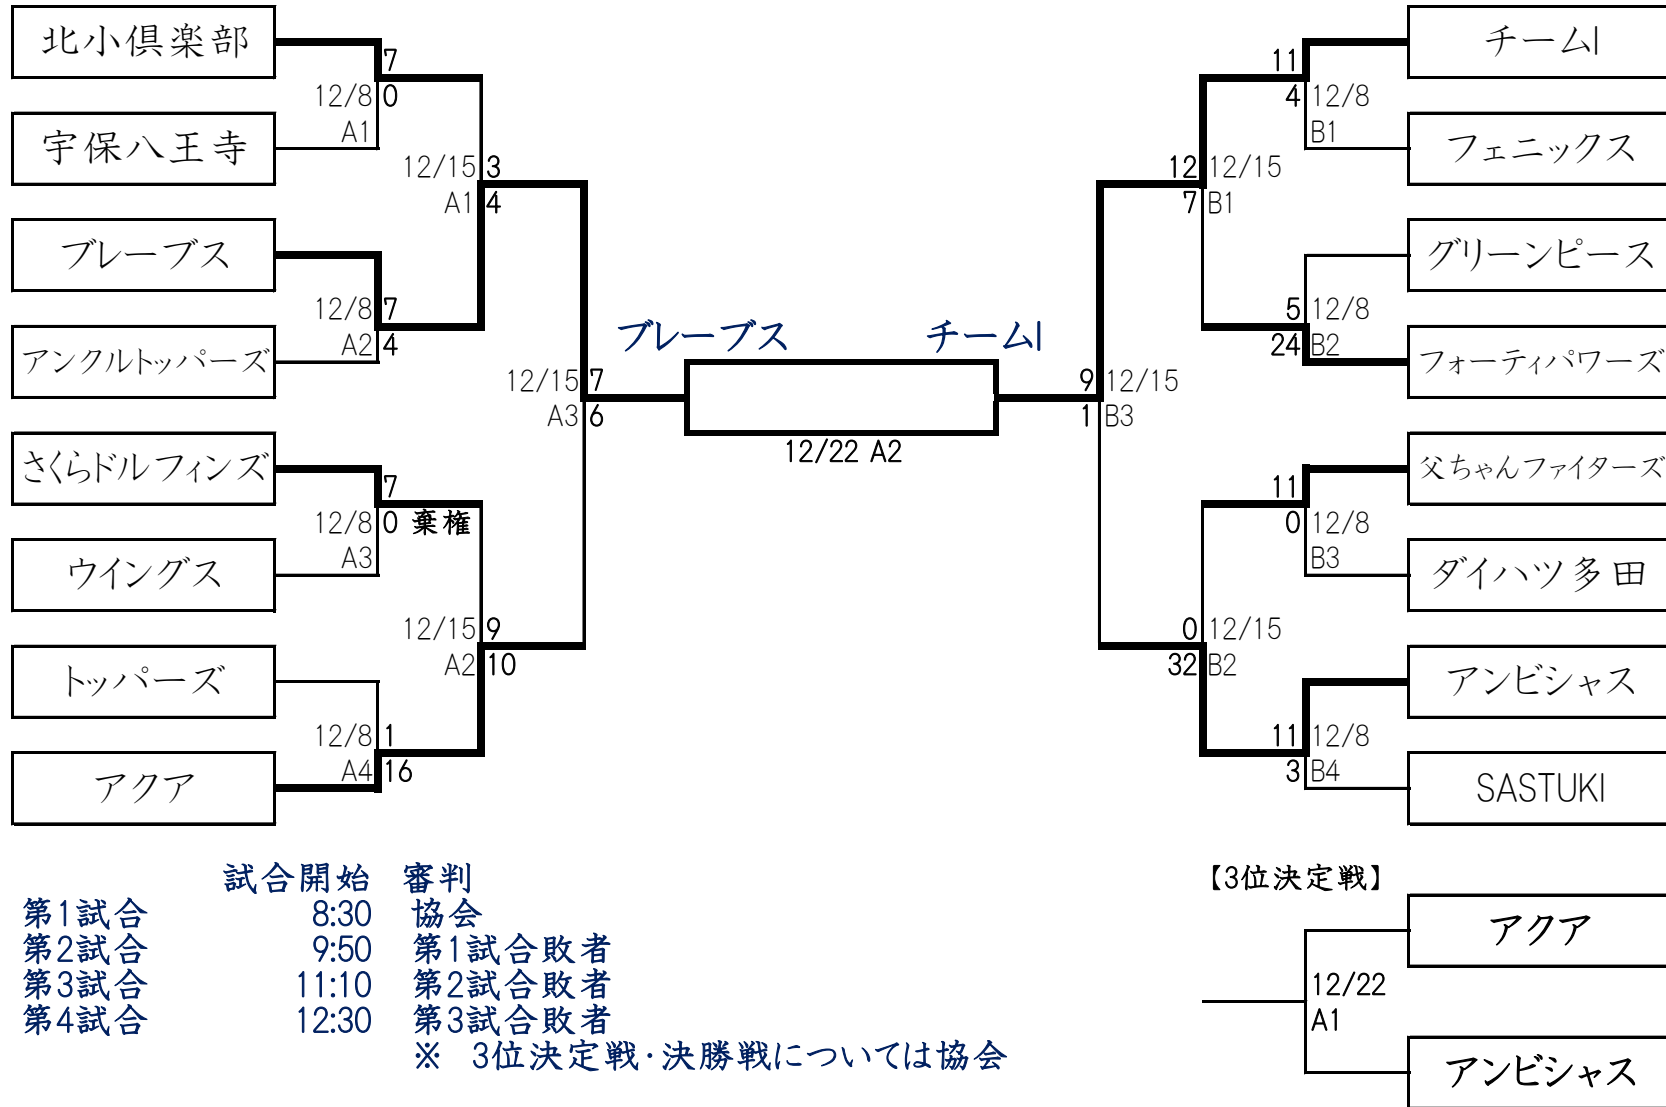 北小倶楽部
7
12/8 0
A1
宇保八王寺
12/15 3
A1 4
ブレーブス
12/8 7
A2 4
アンクルトッパーズ
12/15 7
A3 6
さくらドルフィンズ
7
12/8 0 棄権
A3
ウイングス
12/15 9
A2 10
トッパーズ
12/8 1
A4 16
アクア
ブレーブス チームI
12/22 A2
チームI
11
4 12/8
B1
フェニックス
12 12/15
7 B1
グリーンピース
5 12/8
24 B2
フォーティパワーズ
9 12/15
1 B3
父ちゃんファイターズ
11
0 12/8
B3
ダイハツ多田
0 12/15
32 B2
アンビシャス
11 12/8
3 B4
SASTUKI
試合開始 審判
第1試合 8:30 協会
第2試合 9:50 第1試合敗者
第3試合 11:10 第2試合敗者
第4試合 12:30 第3試合敗者
※ 3位決定戦・決勝戦については協会
【3位決定戦】
アクア
12/22
A1
アンビシャス